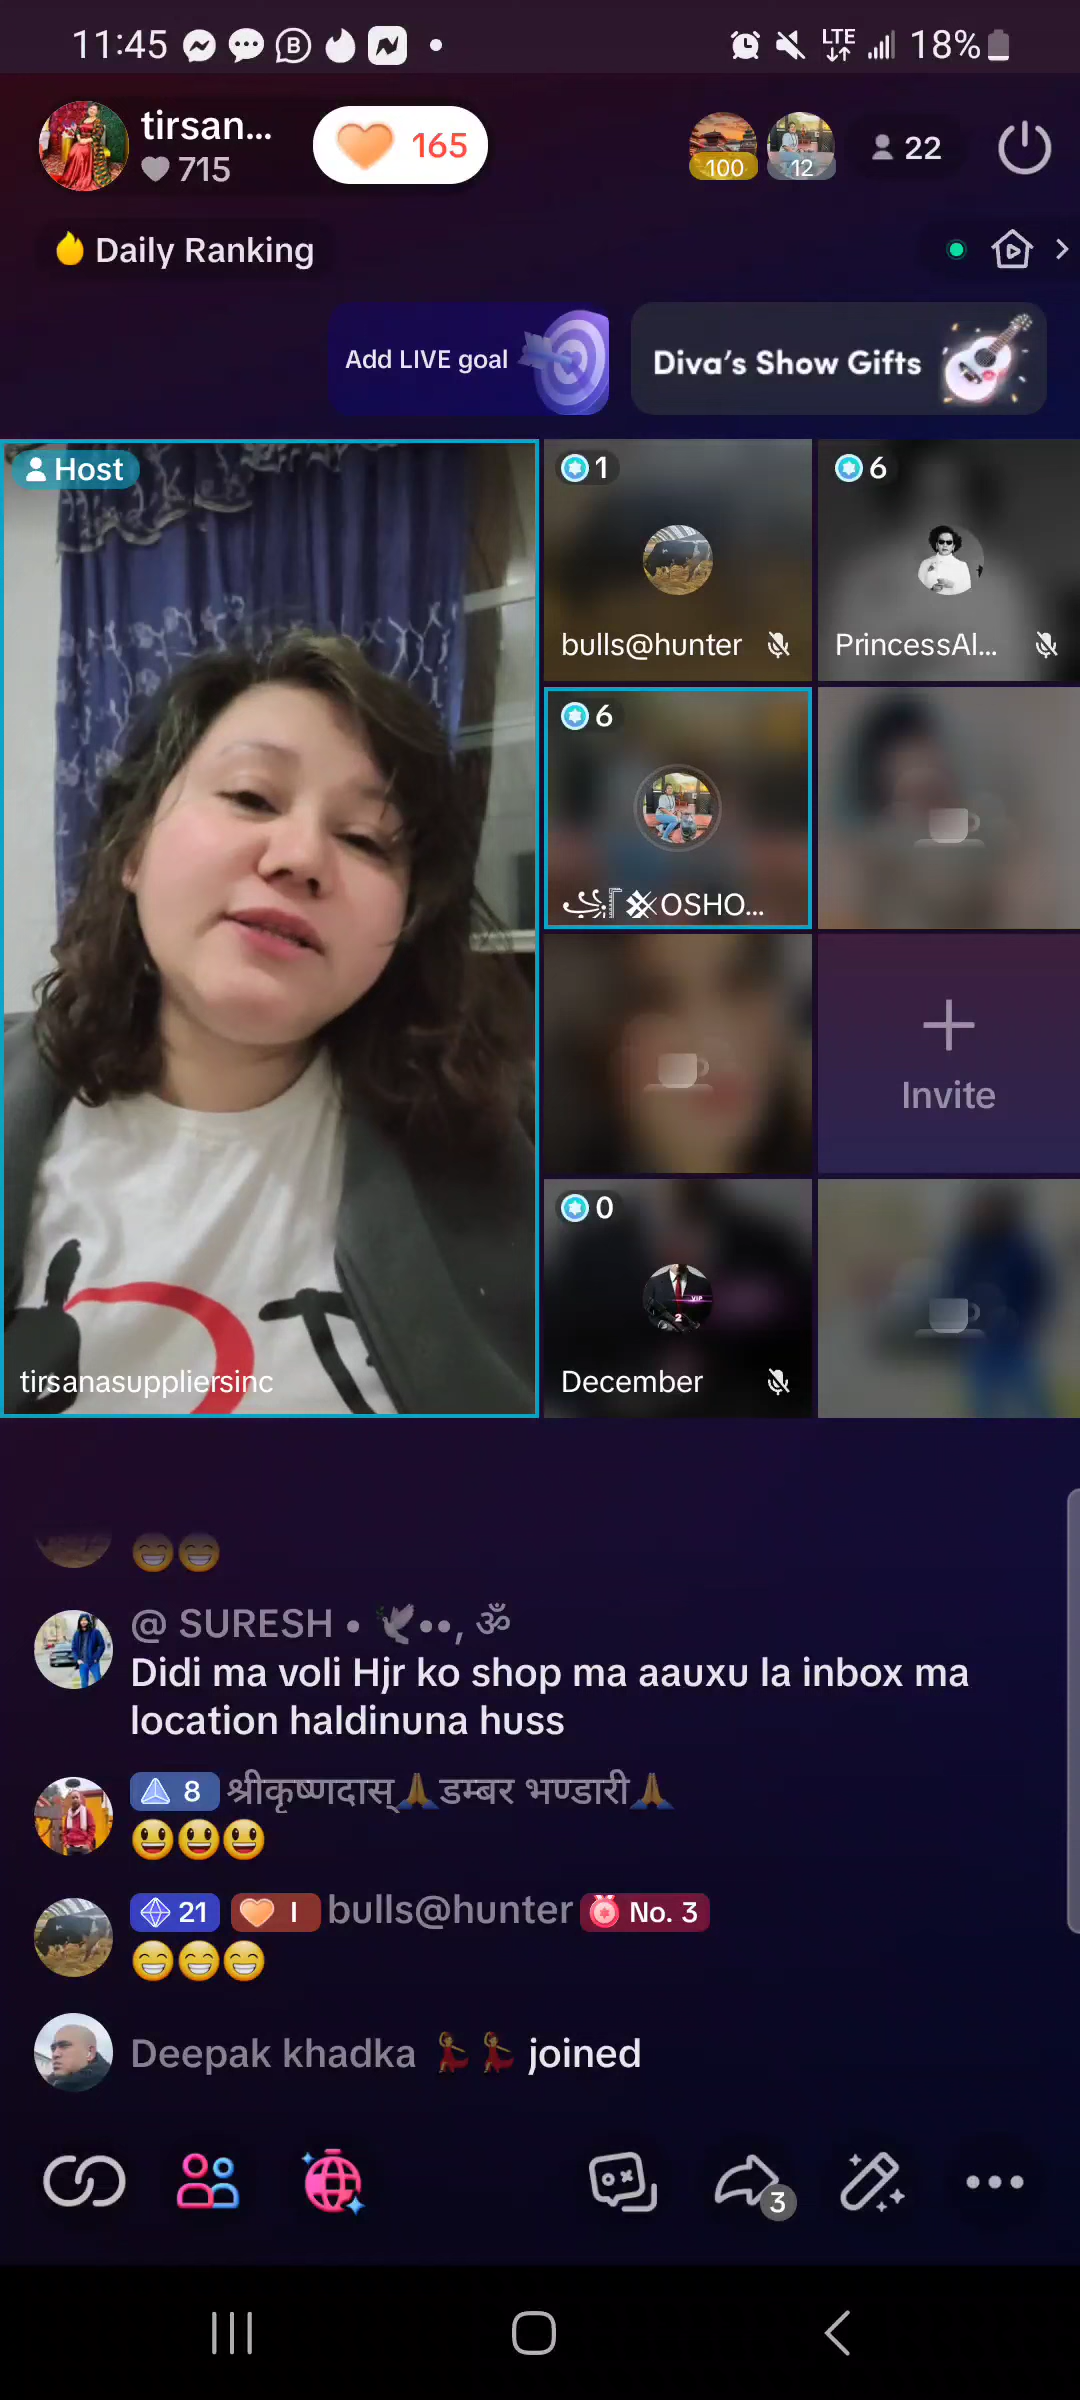 11:45
LTE
18%
tirsan...
715
165
100
12
22
Daily Ranking
Add LIVE goal
Diva's Show Gifts
Host
1
bulls@hunter
6
PrincessAl...
6
OSHO...
Invite
0
VIP
2
December
tirsanasuppliersinc
@ SURESH • 🕊️••, ॐ
Didi ma voli Hjr ko shop ma aauxu la inbox ma
location haldinuna huss
8 श्रीकृष्णदास्🙏डम्बर भण्डारी🙏
21 I bulls@hunter No. 3
Deepak khadka 💃💃 joined
3